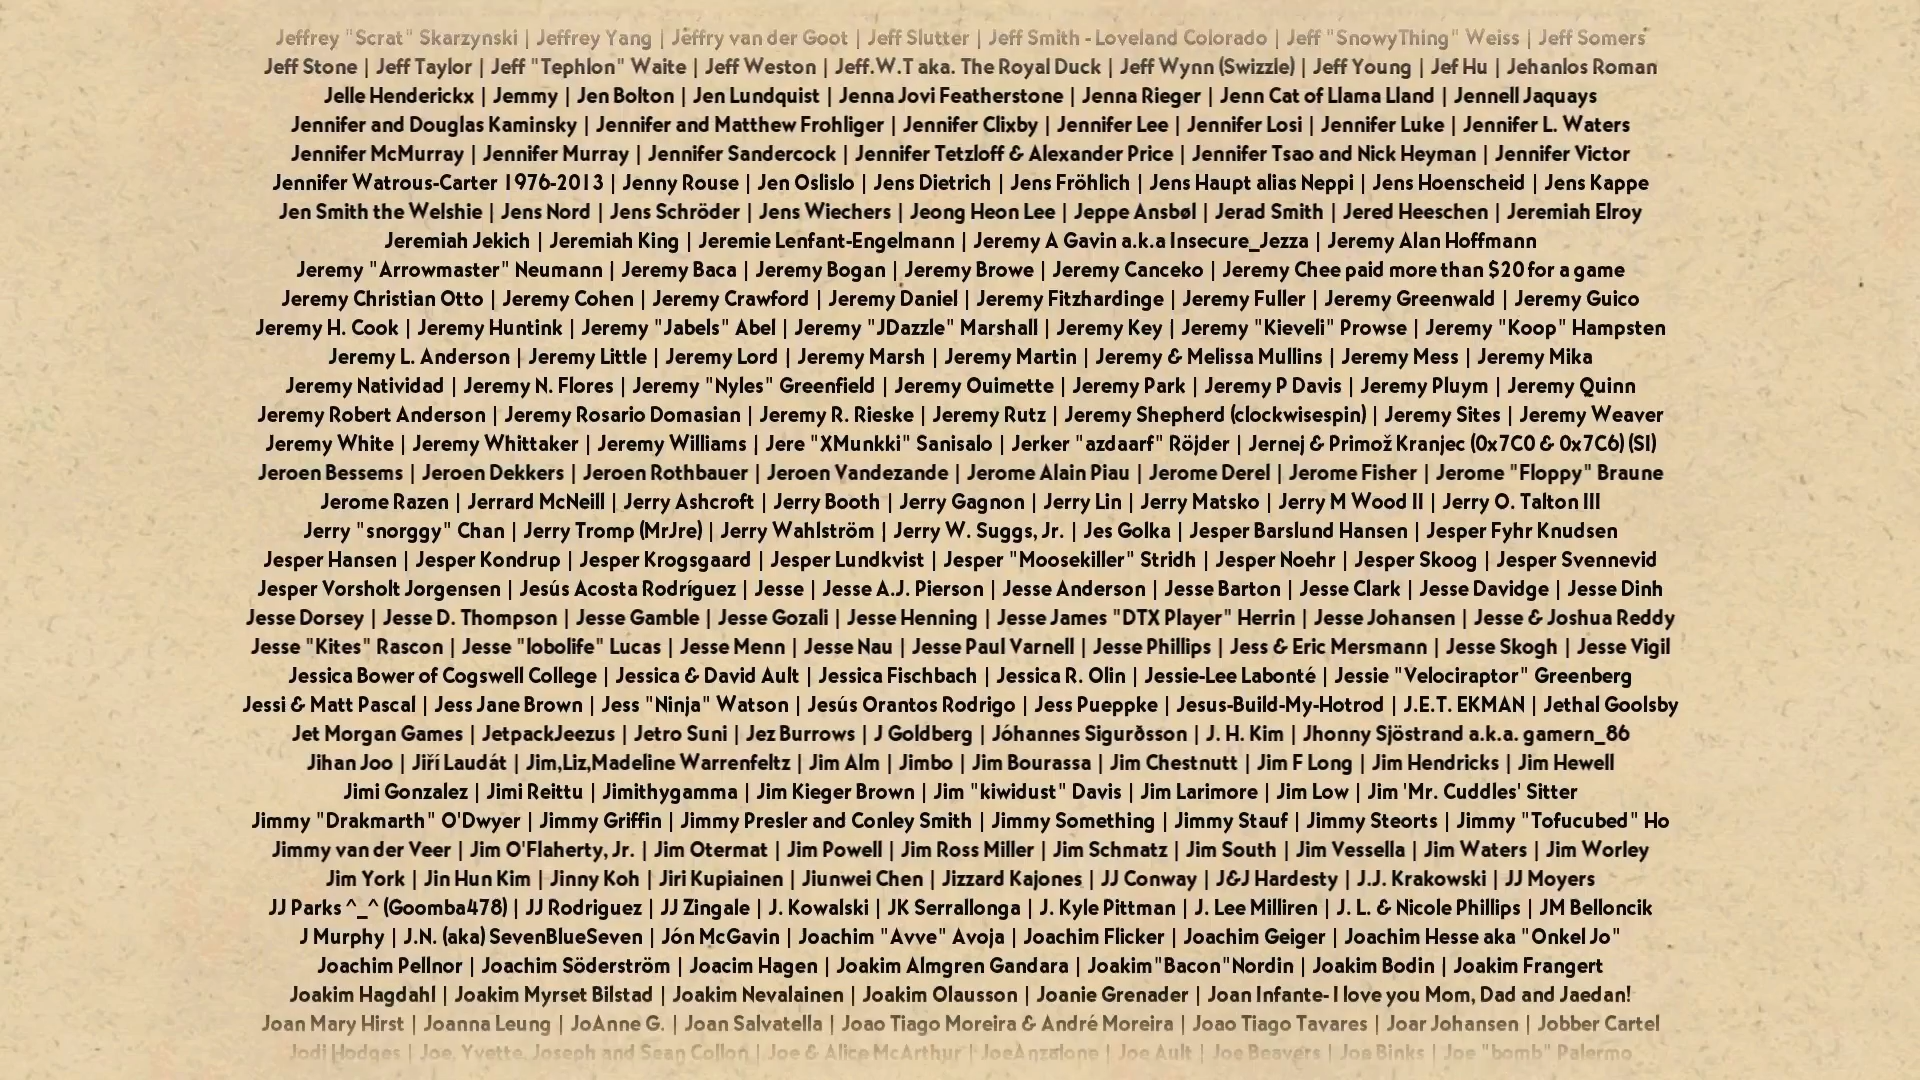 Jeffrey "Scrat" Skarzynski | Jeffrey Yang | Jeffry van der Goot | Jeff Slutter | Jeff Smith - Loveland Colorado | Jeff "SnowyThing" Weiss | Jeff Somers
Jeff Stone | Jeff Taylor | Jeff "Tephlon" Waite | Jeff Weston | Jeff.W.T aka. The Royal Duck | Jeff Wynn (Swizzle) | Jeff Young | Jef Hu | Jehanlos Roman
Jelle Henderickx | Jemmy | Jen Bolton | Jen Lundquist | Jenna Jovi Featherstone | Jenna Rieger | Jenn Cat of Llama Lland | Jennell Jaquays
Jennifer and Douglas Kaminsky | Jennifer and Matthew Frohliger | Jennifer Clixby | Jennifer Lee | Jennifer Losi | Jennifer Luke | Jennifer L. Waters
Jennifer McMurray | Jennifer Murray | Jennifer Sandercock | Jennifer Tetzloff & Alexander Price | Jennifer Tsao and Nick Heyman | Jennifer Victor
Jennifer Watrous-Carter 1976-2013 | Jenny Rouse | Jen Oslislo | Jens Dietrich | Jens Fröhlich | Jens Haupt alias Neppi | Jens Hoenscheid | Jens Kappe
Jen Smith the Welshie | Jens Nord | Jens Schröder | Jens Wiechers | Jeong Heon Lee | Jeppe Ansbøl | Jerad Smith | Jered Heeschen | Jeremiah Elroy
Jeremiah Jekich | Jeremiah King | Jeremie Lenfant-Engelmann | Jeremy A Gavin a.k.a Insecure_Jezza | Jeremy Alan Hoffmann
Jeremy "Arrowmaster" Neumann | Jeremy Baca | Jeremy Bogan | Jeremy Browe | Jeremy Canceko | Jeremy Chee paid more than $20 for a game
Jeremy Christian Otto | Jeremy Cohen | Jeremy Crawford | Jeremy Daniel | Jeremy Fitzhardinge | Jeremy Fuller | Jeremy Greenwald | Jeremy Guico
Jeremy H. Cook | Jeremy Huntink | Jeremy "Jabels" Abel | Jeremy "JDazzle" Marshall | Jeremy Key | Jeremy "Kieveli" Prowse | Jeremy "Koop" Hampsten
Jeremy L. Anderson | Jeremy Little | Jeremy Lord | Jeremy Marsh | Jeremy Martin | Jeremy & Melissa Mullins | Jeremy Mess | Jeremy Mika
Jeremy Natividad | Jeremy N. Flores | Jeremy "Nyles" Greenfield | Jeremy Ouimette | Jeremy Park | Jeremy P Davis | Jeremy Pluym | Jeremy Quinn
Jeremy Robert Anderson | Jeremy Rosario Domasian | Jeremy R. Rieske | Jeremy Rutz | Jeremy Shepherd (clockwisespin) | Jeremy Sites | Jeremy Weaver
Jeremy White | Jeremy Whittaker | Jeremy Williams | Jere "XMunkki" Sanisalo | Jerker "azdaarf" Röjder | Jernej & Primož Kranjec (0x7C0 & 0x7C6) (SI)
Jeroen Bessems | Jeroen Dekkers | Jeroen Rothbauer | Jeroen Vandezande | Jerome Alain Piau | Jerome Derel | Jerome Fisher | Jerome "Floppy" Braune
Jerome Razen | Jerrard McNeill | Jerry Ashcroft | Jerry Booth | Jerry Gagnon | Jerry Lin | Jerry Matsko | Jerry M Wood II | Jerry O. Talton III
Jerry "snorggy" Chan | Jerry Tromp (MrJre) | Jerry Wahlström | Jerry W. Suggs, Jr. | Jes Golka | Jesper Barslund Hansen | Jesper Fyhr Knudsen
Jesper Hansen | Jesper Kondrup | Jesper Krogsgaard | Jesper Lundkvist | Jesper "Moosekiller" Stridh | Jesper Noehr | Jesper Skoog | Jesper Svennevid
Jesper Vorsholt Jorgensen | Jesús Acosta Rodríguez | Jesse | Jesse A.J. Pierson | Jesse Anderson | Jesse Barton | Jesse Clark | Jesse Davidge | Jesse Dinh
Jesse Dorsey | Jesse D. Thompson | Jesse Gamble | Jesse Gozali | Jesse Henning | Jesse James "DTX Player" Herrin | Jesse Johansen | Jesse & Joshua Reddy
Jesse "Kites" Rascon | Jesse "lobolife" Lucas | Jesse Menn | Jesse Nau | Jesse Paul Varnell | Jesse Phillips | Jess & Eric Mersmann | Jesse Skogh | Jesse Vigil
Jessica Bower of Cogswell College | Jessica & David Ault | Jessica Fischbach | Jessica R. Olin | Jessie-Lee Labonté | Jessie "Velociraptor" Greenberg
Jessi & Matt Pascal | Jess Jane Brown | Jess "Ninja" Watson | Jesús Orantos Rodrigo | Jess Pueppke | Jesus-Build-My-Hotrod | J.E.T. EKMAN | Jethal Goolsby
Jet Morgan Games | JetpackJeezus | Jetro Suni | Jez Burrows | J Goldberg | Jóhannes Sigurðsson | J. H. Kim | Jhonny Sjöstrand a.k.a. gamern_86
Jihan Joo | Jiří Laudát | Jim,Liz,Madeline Warrenfeltz | Jim Alm | Jimbo | Jim Bourassa | Jim Chestnutt | Jim F Long | Jim Hendricks | Jim Hewell
Jimi Gonzalez | Jimi Reittu | Jimithygamma | Jim Kieger Brown | Jim "kiwidust" Davis | Jim Larimore | Jim Low | Jim 'Mr. Cuddles' Sitter
Jimmy "Drakmarth" O'Dwyer | Jimmy Griffin | Jimmy Presler and Conley Smith | Jimmy Something | Jimmy Stauf | Jimmy Steorts | Jimmy "Tofucubed" Ho
Jimmy van der Veer | Jim O'Flaherty, Jr. | Jim Otermat | Jim Powell | Jim Ross Miller | Jim Schmatz | Jim South | Jim Vessella | Jim Waters | Jim Worley
Jim York | Jin Hun Kim | Jinny Koh | Jiri Kupiainen | Jiunwei Chen | Jizzard Kajones | JJ Conway | J&J Hardesty | J.J. Krakowski | JJ Moyers
JJ Parks ^_^ (Goomba478) | JJ Rodriguez | JJ Zingale | J. Kowalski | JK Serrallonga | J. Kyle Pittman | J. Lee Milliren | J. L. & Nicole Phillips | JM Belloncik
J Murphy | J.N. (aka) SevenBlueSeven | Jón McGavin | Joachim "Avve" Avoja | Joachim Flicker | Joachim Geiger | Joachim Hesse aka "Onkel Jo"
Joachim Pellnor | Joachim Söderström | Joacim Hagen | Joakim Almgren Gandara | Joakim"Bacon"Nordin | Joakim Bodin | Joakim Frangert
Joakim Hagdahl | Joakim Myrset Bilstad | Joakim Nevalainen | Joakim Olausson | Joanie Grenader | Joan Infante- I love you Mom, Dad and Jaedan!
Joan Mary Hirst | Joanna Leung | JoAnne G. | Joan Salvatella | Joao Tiago Moreira & André Moreira | Joao Tiago Tavares | Joar Johansen | Jobber Cartel
Jodi Hodges | Joe, Yvette, Joseph and Sean Collon | Joe & Alice McArthur | JoeAnzalone | Joe Ault | Joe Beavers | Joe Binks | Joe "bomb" Palermo